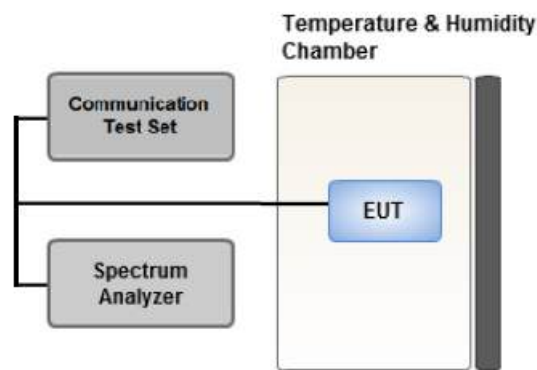 Temperature & Humidity
Chamber
Communication
Test Set
EUT
Spectrum
Analyzer